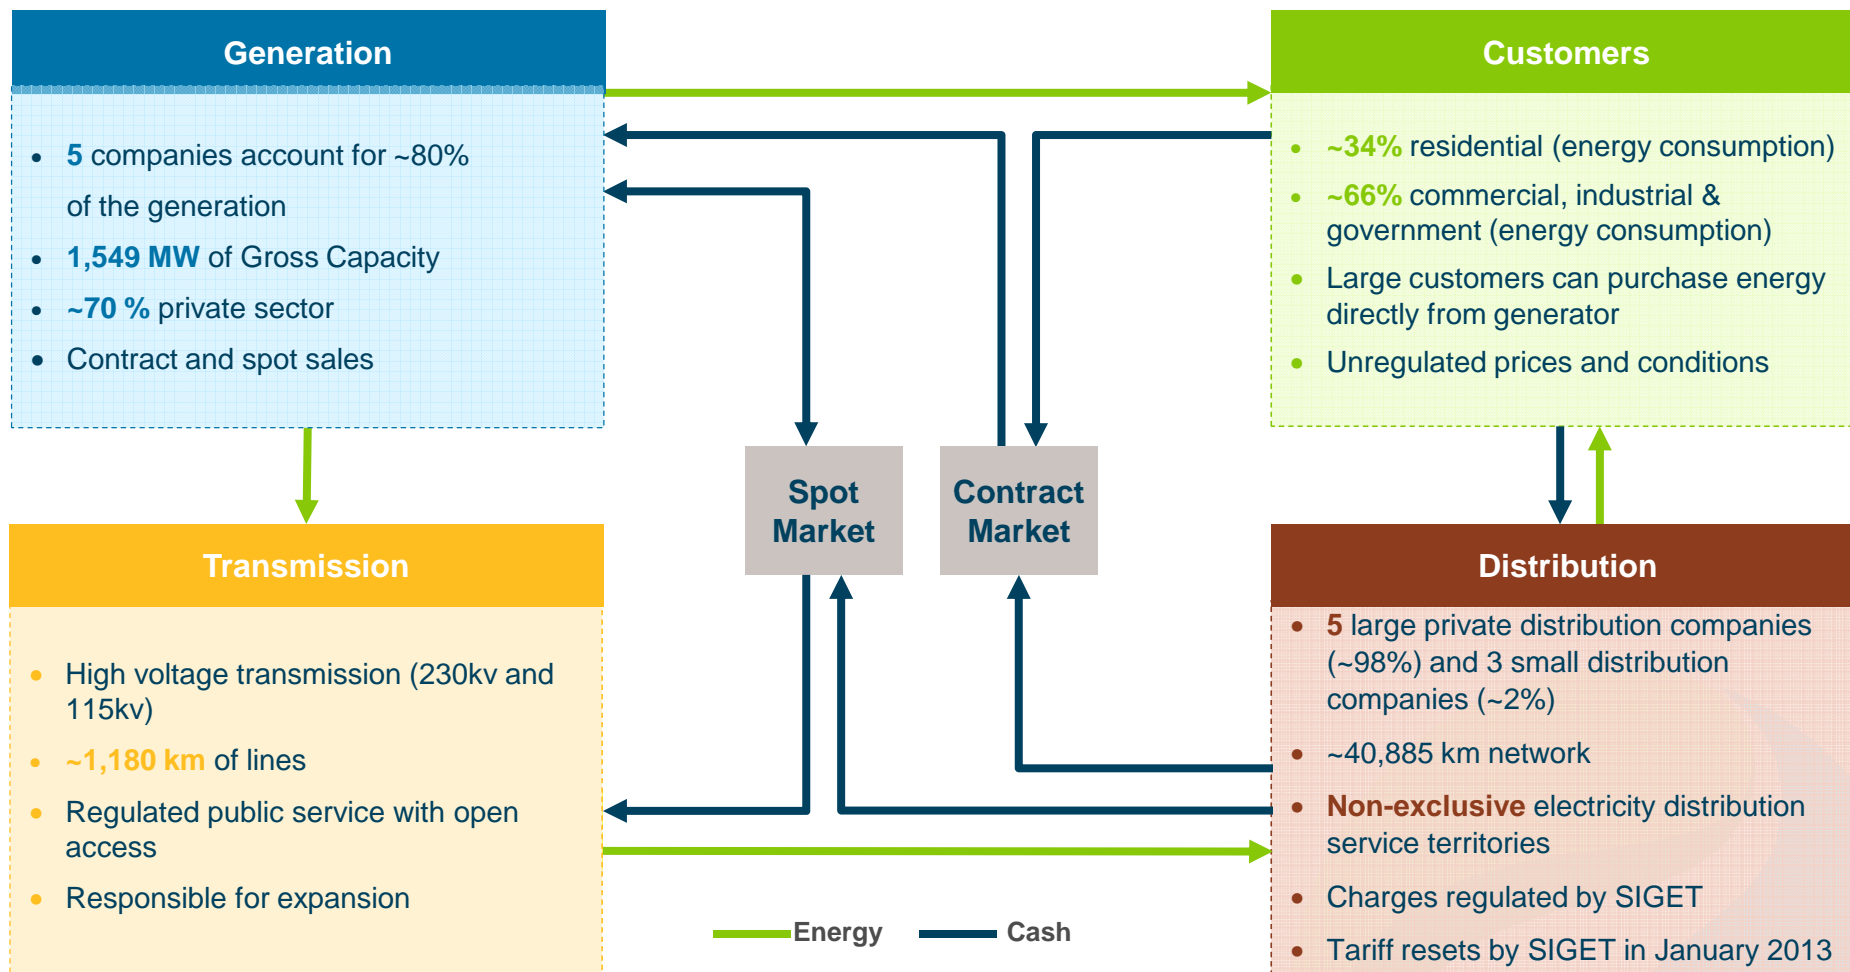 Generation
• 5 companies account for ~80%
of the generation
• 1,549 MW of Gross Capacity
• ~70 % private sector
• Contract and spot sales
Customers
• ~34% residential (energy consumption)
• ~66% commercial, industrial &
government (energy consumption)
• Large customers can purchase energy
directly from generator
• Unregulated prices and conditions
Spot
Market
Contract
Market
Transmission
• High voltage transmission (230kv and
115kv)
• ~1,180 km of lines
• Regulated public service with open
access
• Responsible for expansion
Distribution
• 5 large private distribution companies
(~98%) and 3 small distribution
companies (~2%)
• ~40,885 km network
• Non-exclusive electricity distribution
service territories
• Charges regulated by SIGET
• Tariff resets by SIGET in January 2013
Energy
Cash